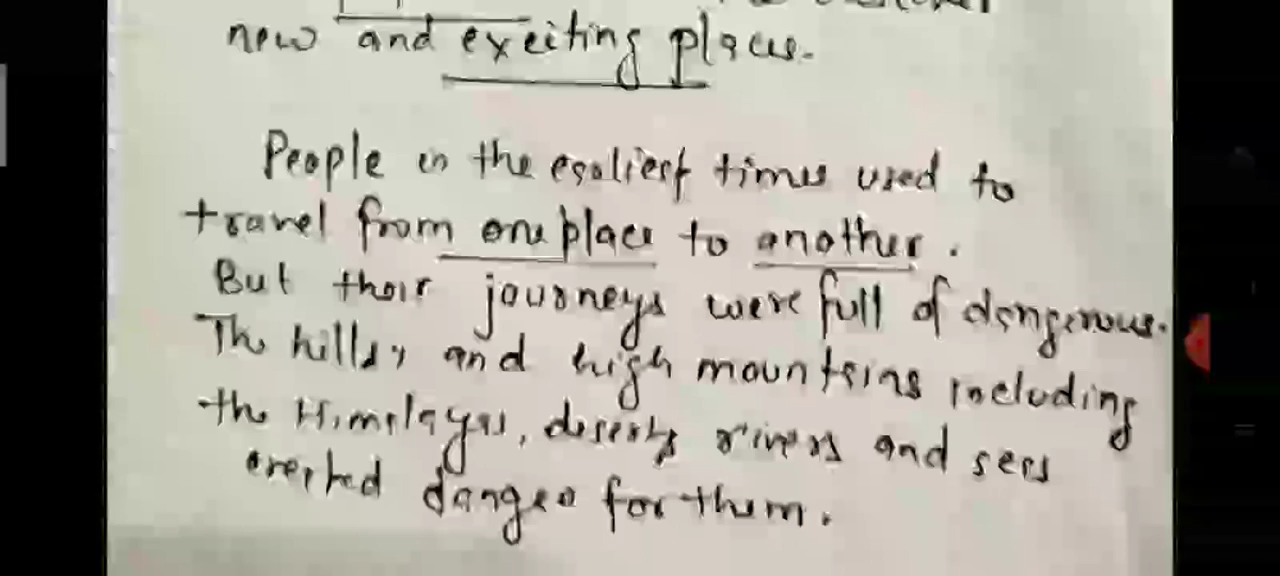 new and exciting places.
People in the earliest times used to
travel from one place to another.
But their journeys were full of dangerous.
The hills, and high mountains including
the Himalayas, deserts rivers and seas
created danger for them.